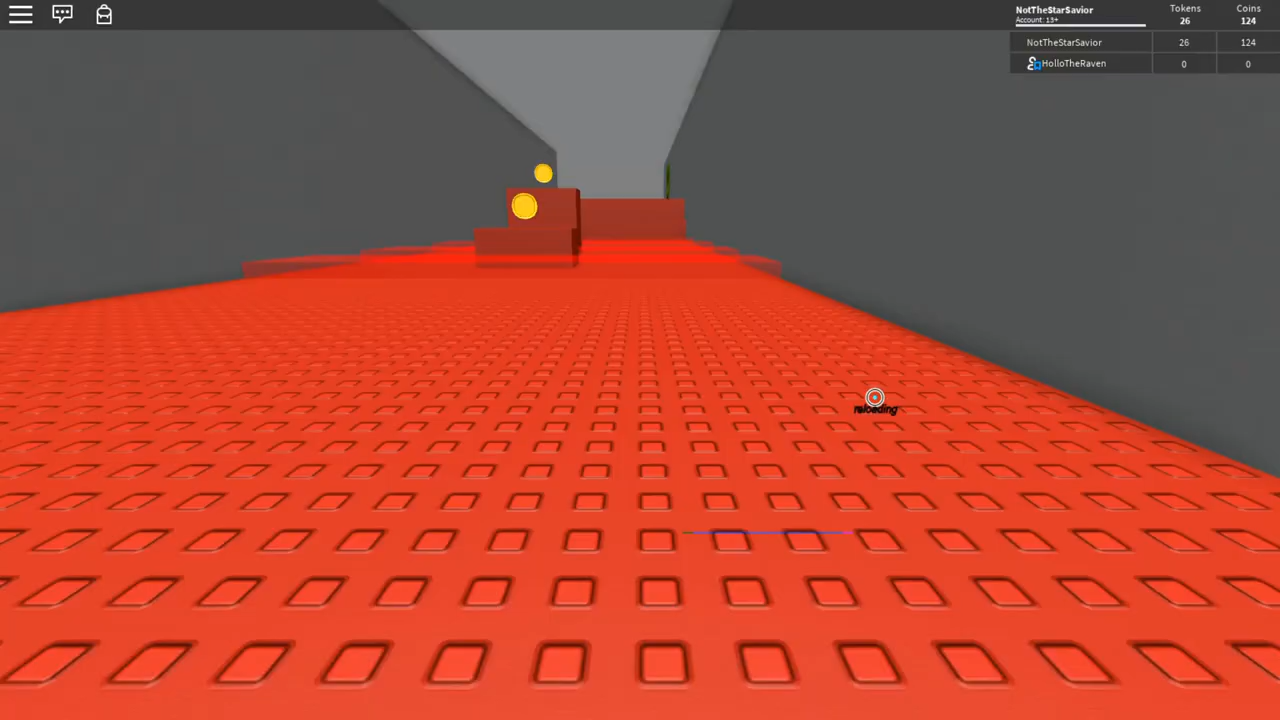 NotTheStarSavior
Account: 13+
Tokens
26
Coins
124
NotTheStarSavior 26 124
HolloTheRaven 0 0
reloading